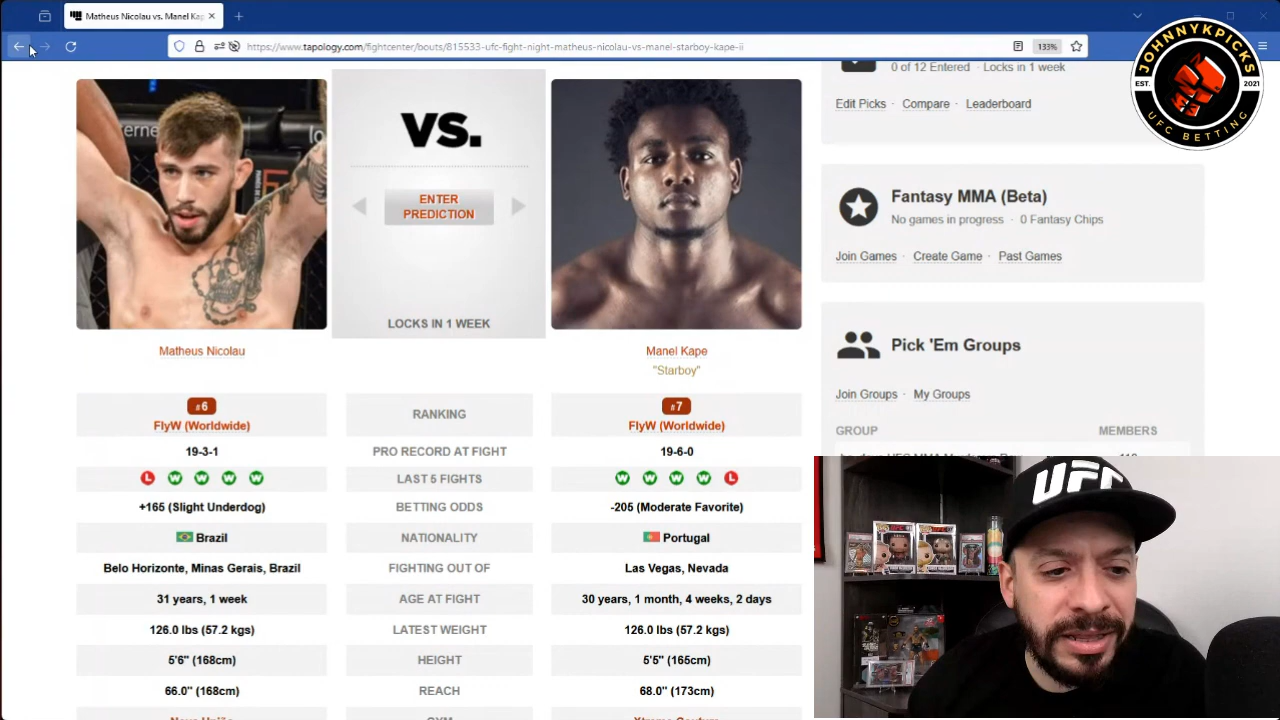 Matheus Nicolau vs. Manel Kap
https://www.tapology.com/fightcenter/bouts/815533-ufc-fight-night-matheus-nicolau-vs-manel-starboy-kape-ii
133%
JOHNNYKPICKS
EST. 2021
UFC BETTING
0 of 12 Entered · Locks in 1 week
Edit Picks · Compare · Leaderboard
VS.
ENTER
PREDICTION
LOCKS IN 1 WEEK
Fantasy MMA (Beta)
No games in progress · 0 Fantasy Chips
Join Games · Create Game · Past Games
Pick 'Em Groups
Join Groups · My Groups
GROUP MEMBERS
Matheus Nicolau
Manel Kape
"Starboy"
#6 RANKING #7
FlyW (Worldwide) FlyW (Worldwide)
19-3-1 PRO RECORD AT FIGHT 19-6-0
L W W W W LAST 5 FIGHTS W W W W L
+165 (Slight Underdog) BETTING ODDS -205 (Moderate Favorite)
Brazil NATIONALITY Portugal
Belo Horizonte, Minas Gerais, Brazil FIGHTING OUT OF Las Vegas, Nevada
31 years, 1 week AGE AT FIGHT 30 years, 1 month, 4 weeks, 2 days
126.0 lbs (57.2 kgs) LATEST WEIGHT 126.0 lbs (57.2 kgs)
5'6" (168cm) HEIGHT 5'5" (165cm)
66.0" (168cm) REACH 68.0" (173cm)
UFC